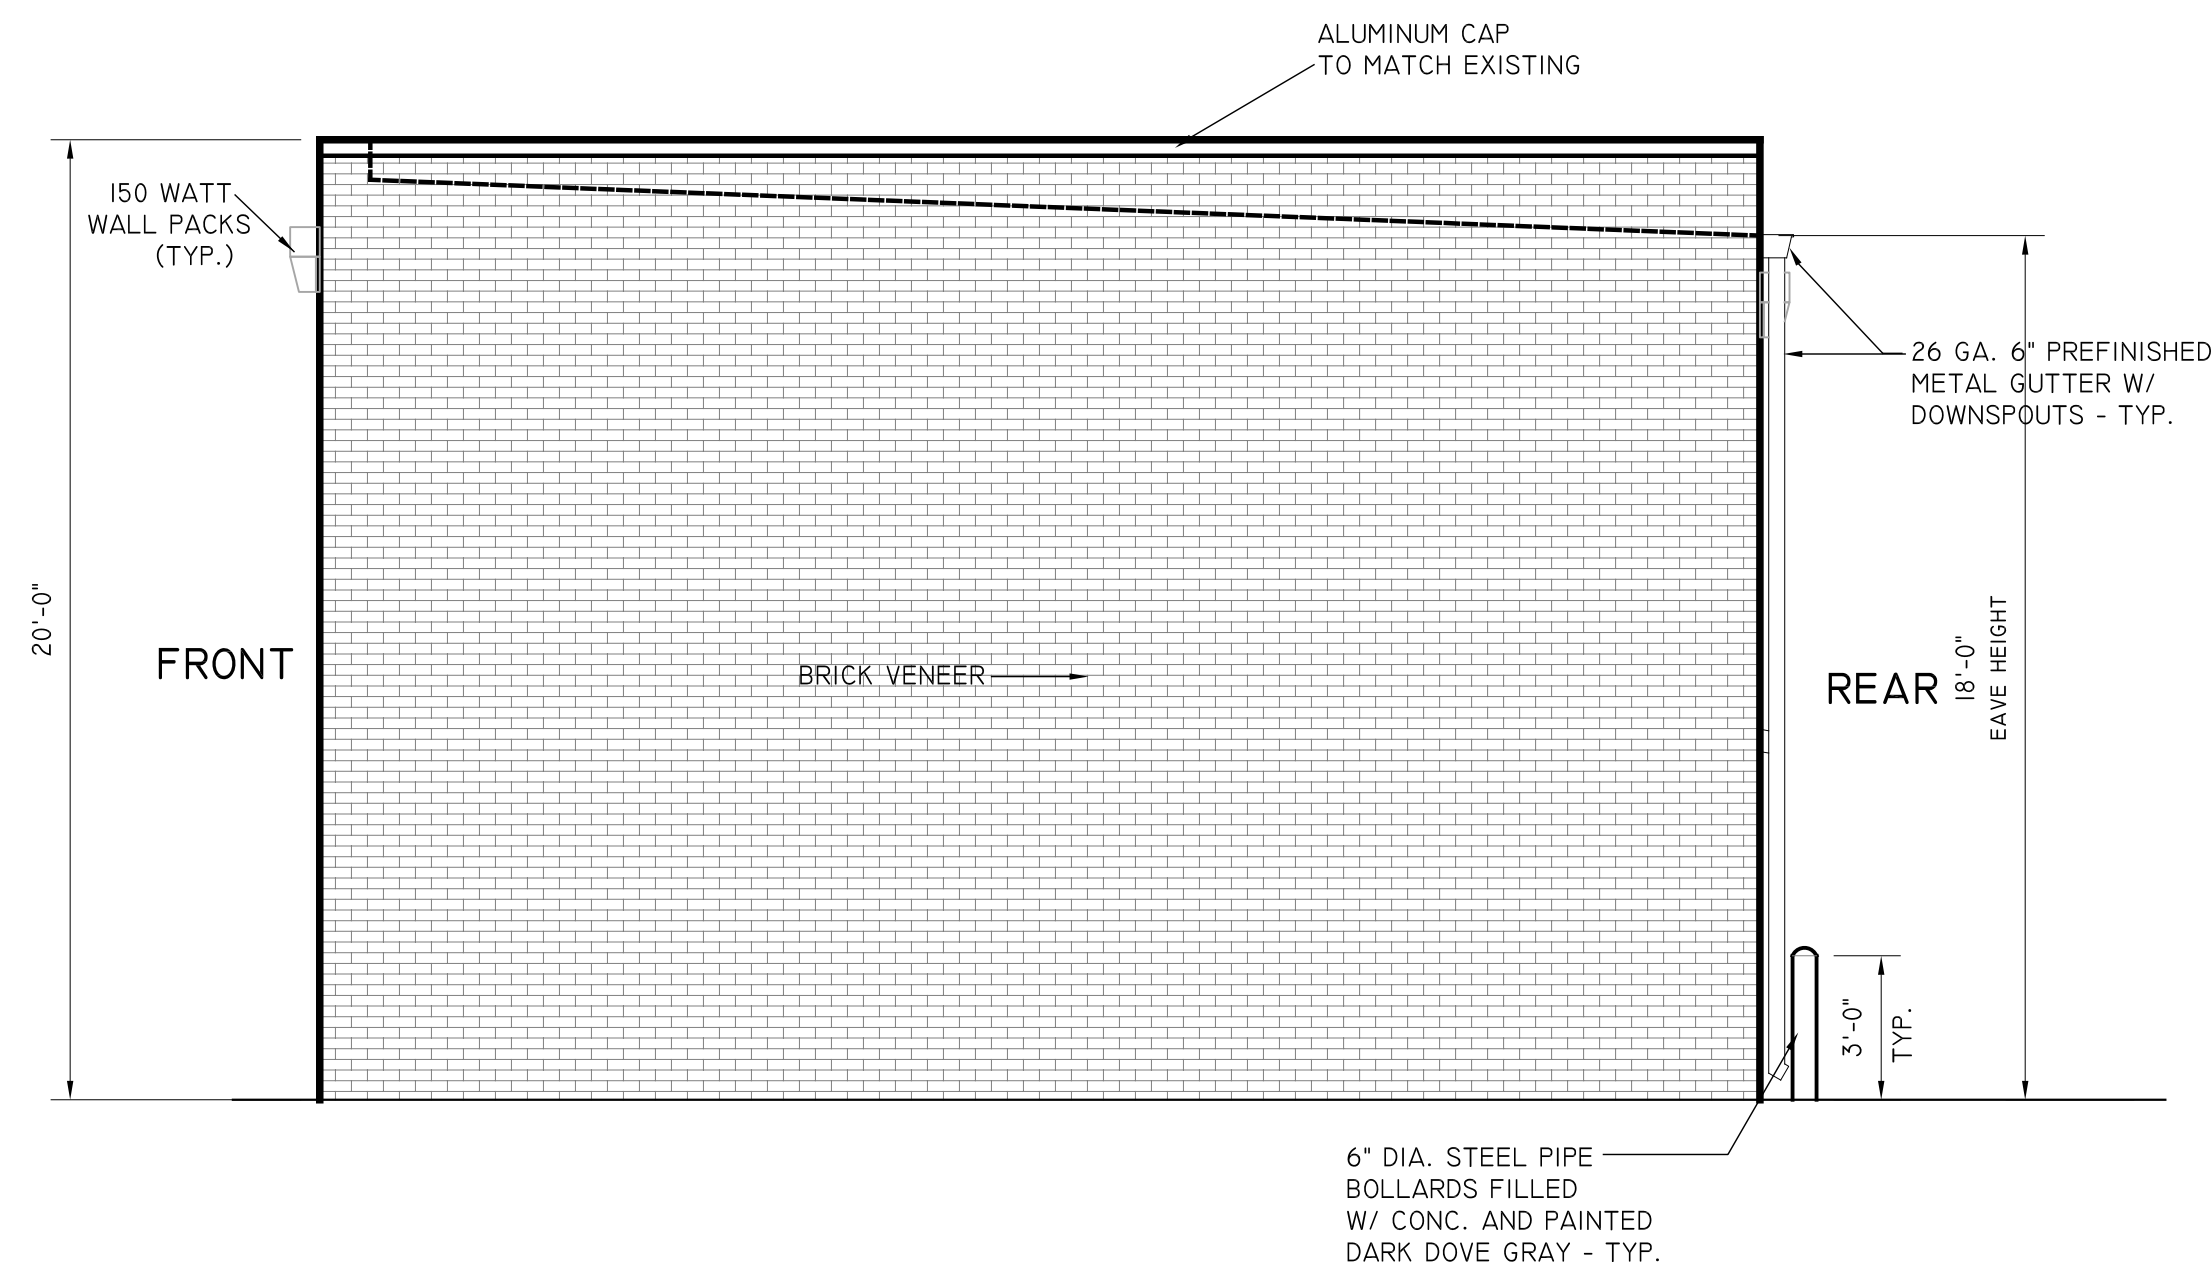 ALUMINUM CAP
TO MATCH EXISTING
150 WATT
WALL PACKS
(TYP.)
26 GA. 6" PREFINISHED
METAL GUTTER W/
DOWNSPOUTS - TYP.
20'-0"
FRONT
BRICK VENEER
REAR
18'-0"
EAVE HEIGHT
3'-0"
TYP.
6" DIA. STEEL PIPE
BOLLARDS FILLED
W/ CONC. AND PAINTED
DARK DOVE GRAY - TYP.